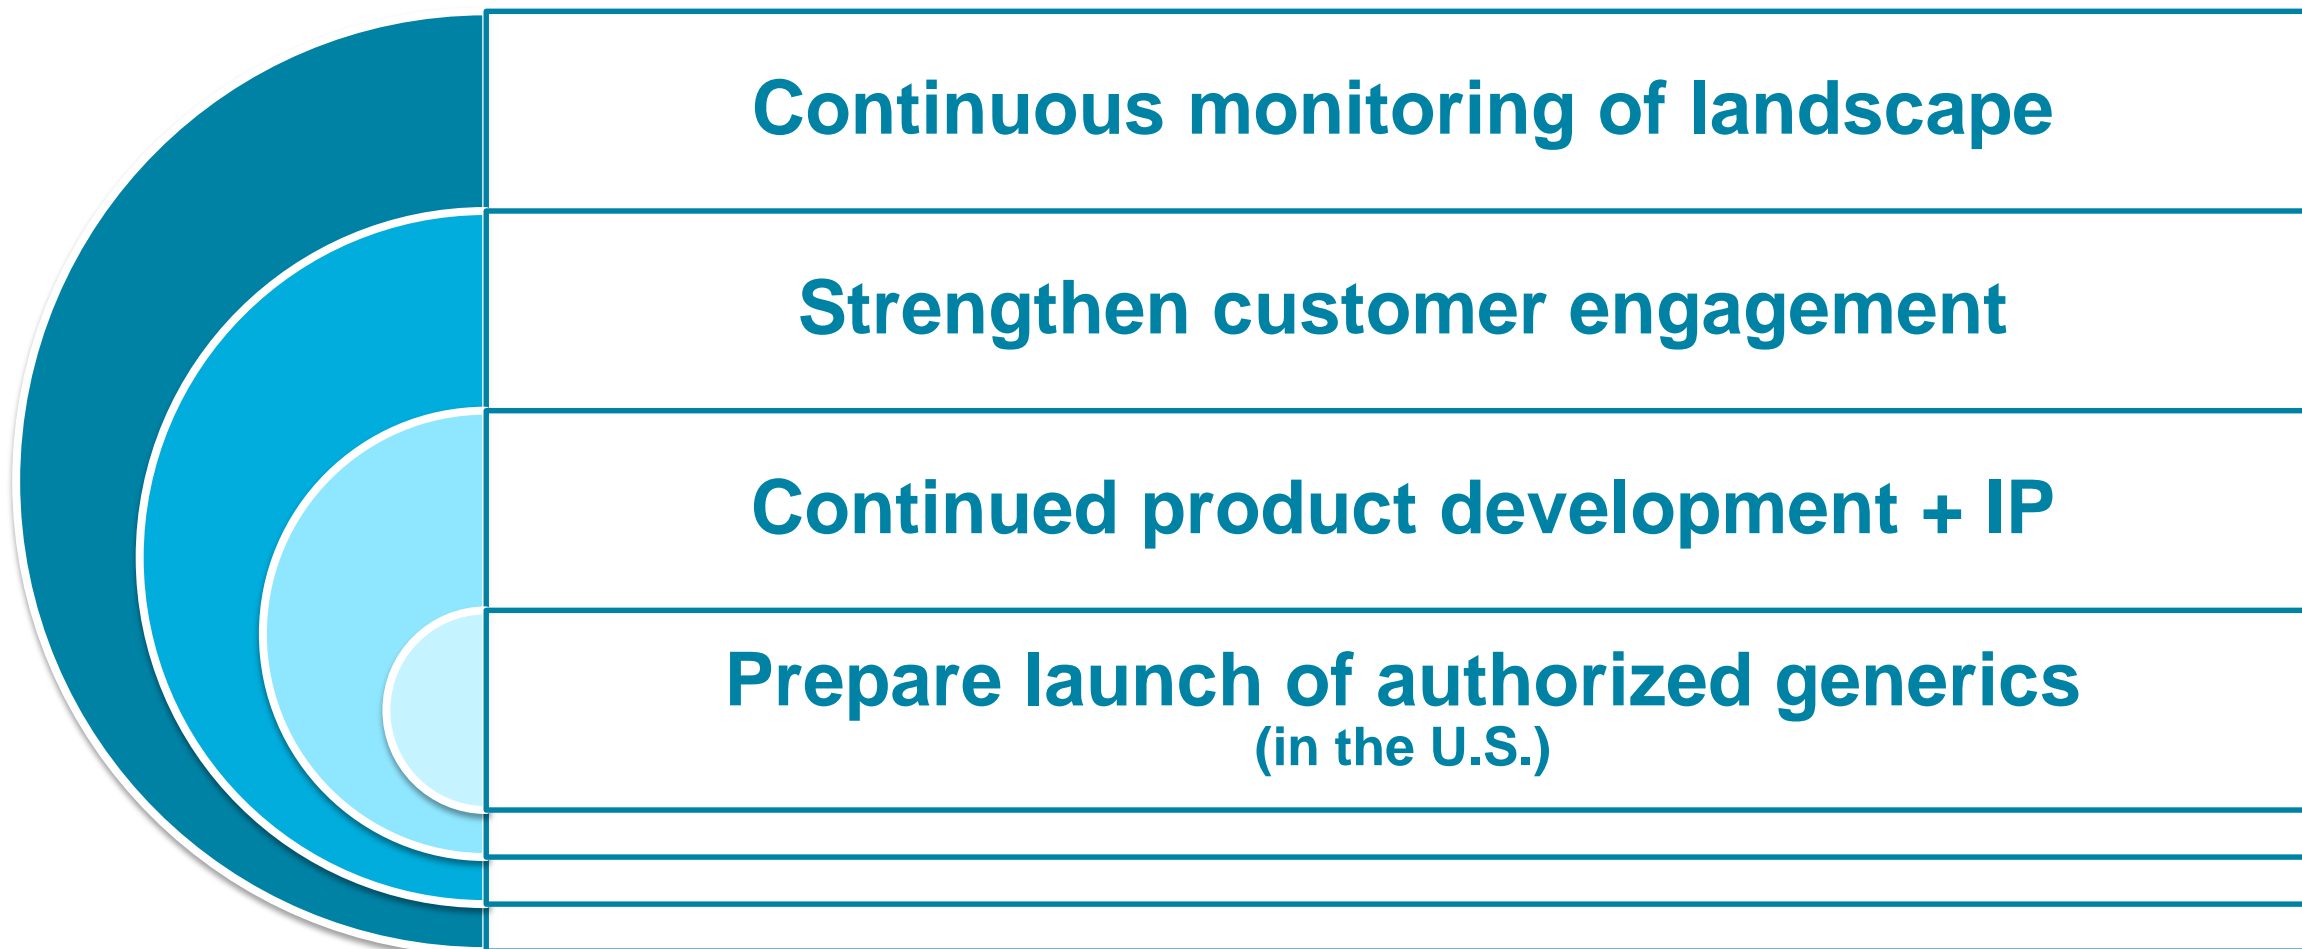 Continuous monitoring of landscape
Strengthen customer engagement
Continued product development + IP
Prepare launch of authorized generics
(in the U.S.)